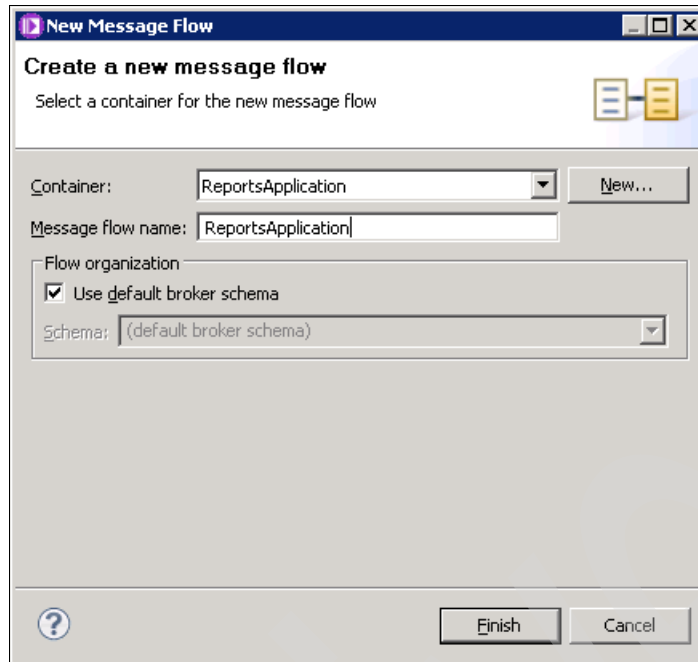 New Message Flow
Create a new message flow
Select a container for the new message flow
Container: ReportsApplication New...
Message flow name: ReportsApplication
Flow organization
Use default broker schema
Schema: (default broker schema)
? Finish Cancel